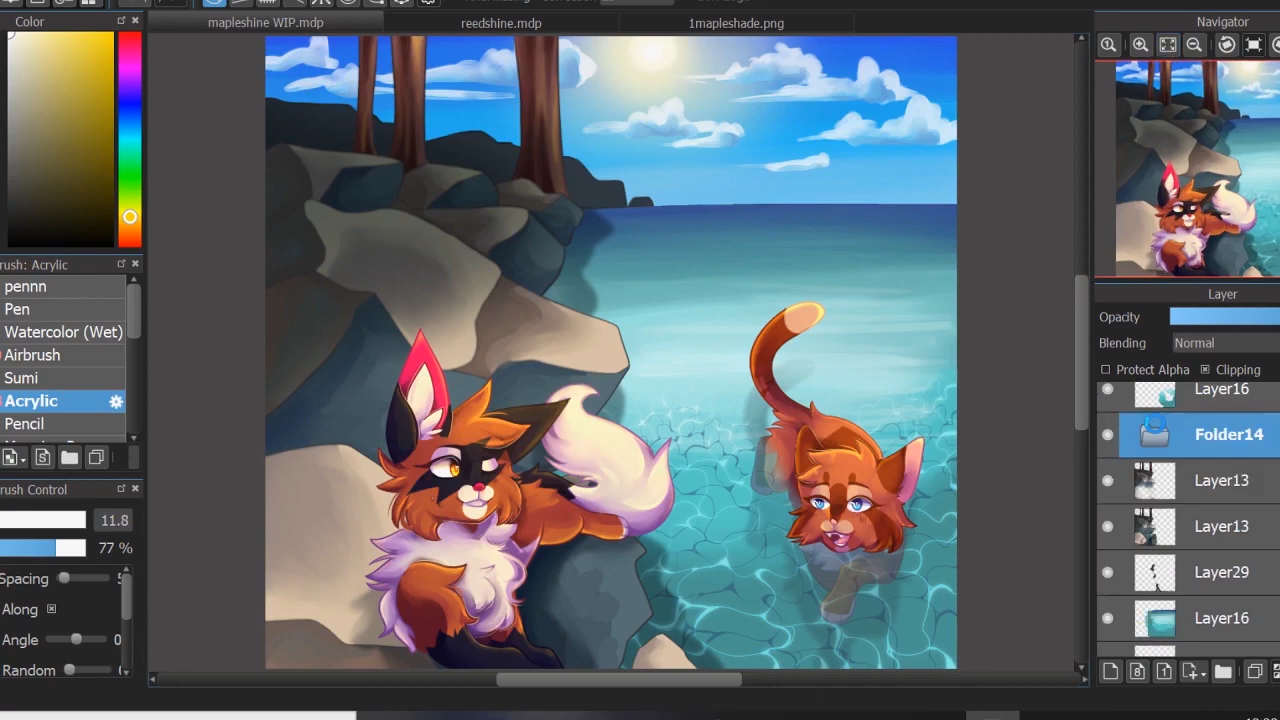 Color
mapleshine WIP.mdp
reedshine.mdp
1mapleshade.png
Navigator
rush: Acrylic
pennn
Pen
Watercolor (Wet)
Airbrush
Sumi
Acrylic
Pencil
rush Control
11.8
77 %
Spacing
Along
Angle
0
Random
Layer
Opacity
Blending
Normal
Protect Alpha
Clipping
Layer16
Folder14
Layer13
Layer13
Layer29
Layer16
8
1